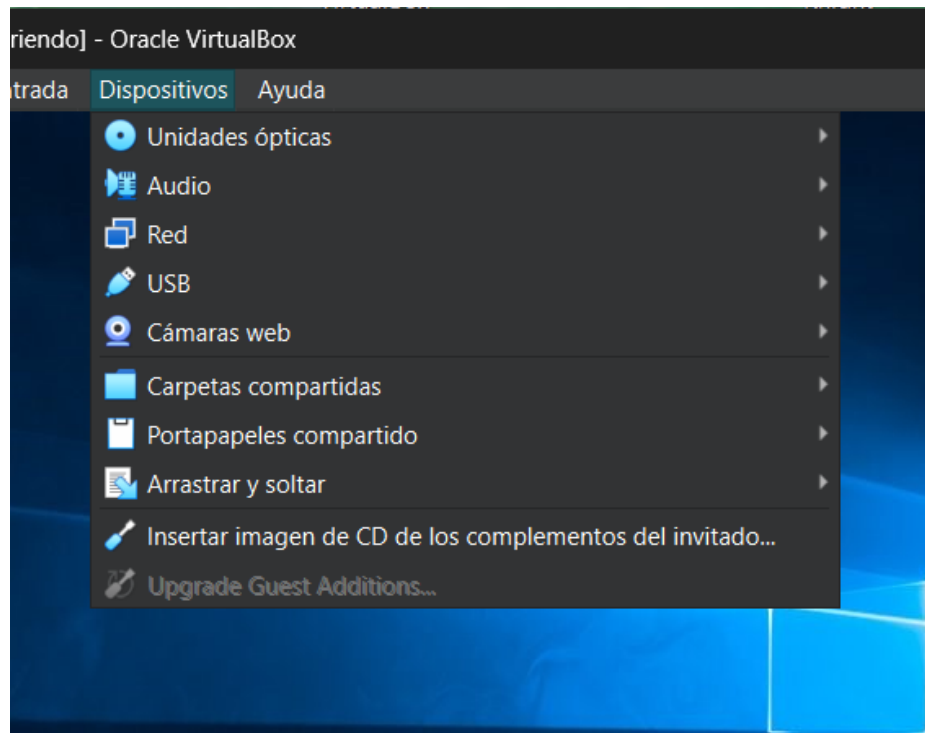 riendo] - Oracle VirtualBox
trada Dispositivos Ayuda
Unidades ópticas
Audio
Red
USB
Cámaras web
Carpetas compartidas
Portapapeles compartido
Arrastrar y soltar
Insertar imagen de CD de los complementos del invitado...
Upgrade Guest Additions...